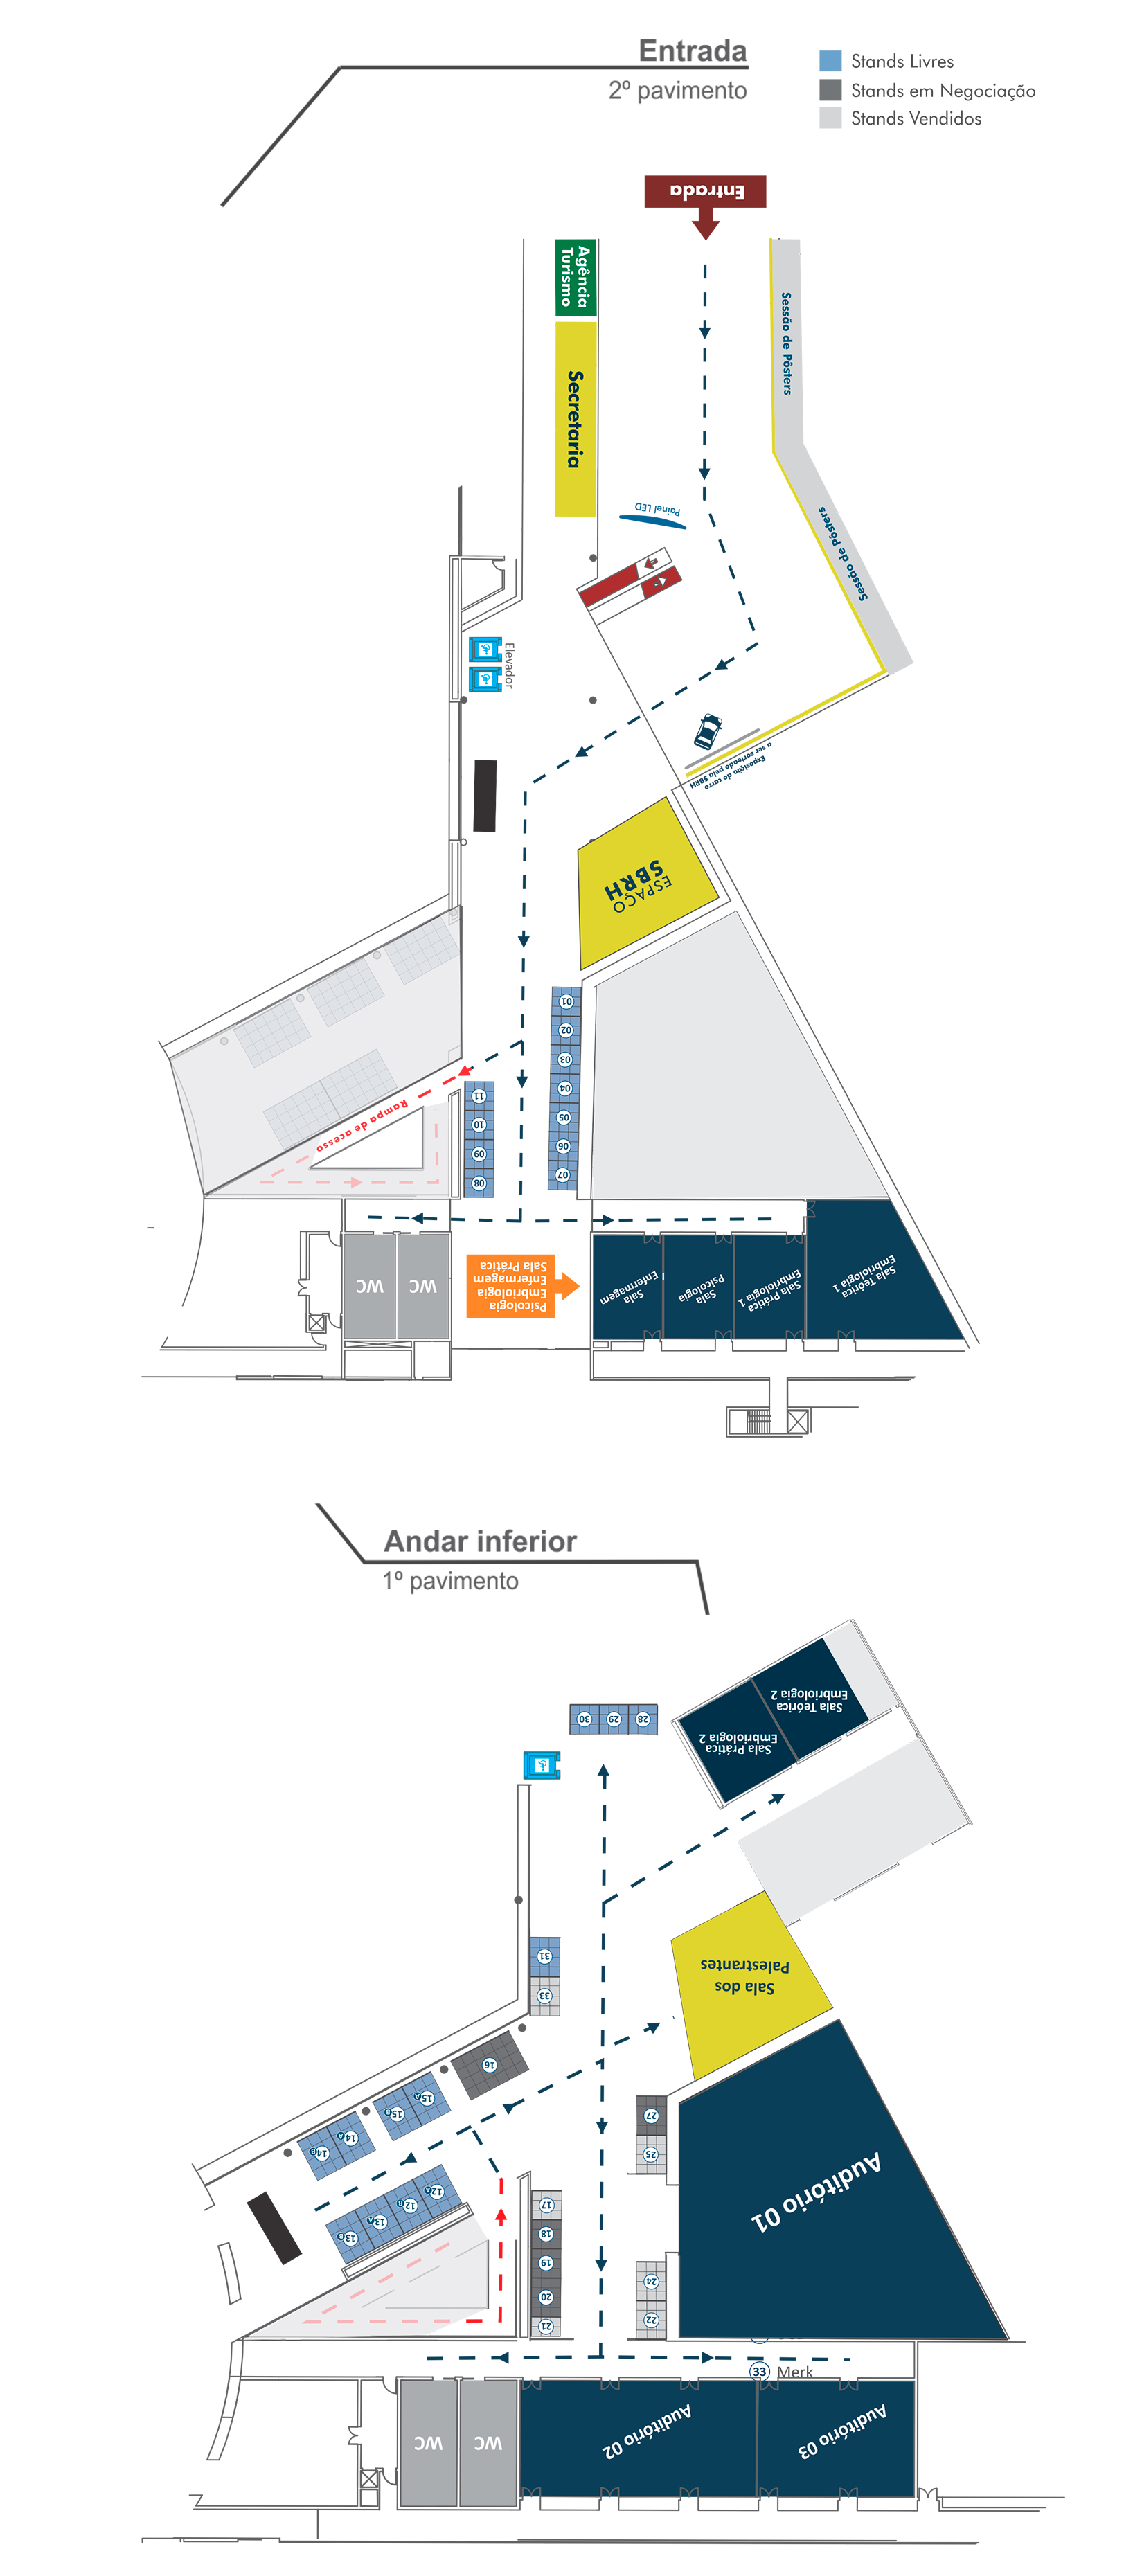 Entrada
2º pavimento
Stands Livres
Stands em Negociação
Stands Vendidos
Entrada
Agência
Turismo
Secretaria
Sessão de Pôsters
Painel LED
Sessão de Pôsters
Elevador
Exposição do carro
a ser sorteado pela SBRH
ESPAÇO
SBRH
01
02
03
04
05
06
07
11
10
09
08
Rampa de acesso
WC
WC
Psicologia
Embriologia
Enfermagem
Sala Prática
Sala
Enfermagem
Sala
Psicologia
Sala Prática
Embriologia 1
Sala Teórica
Embriologia 1
Andar inferior
1º pavimento
30
29
28
Sala Teórica
Embriologia 2
Sala Prática
Embriologia 2
31
33
Sala dos
Palestrantes
16
15 A
15 B
14 A
14 B
12 A
12 B
13 A
13 B
27
25
17
18
19
20
21
24
22
Auditório 01
33 Merk
WC
WC
Auditório 02
Auditório 03